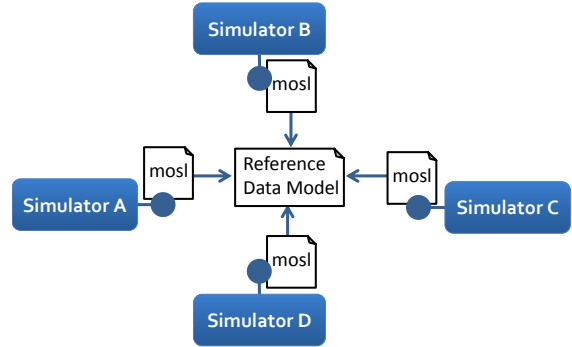 Simulator B
mosl
mosl
Reference
Data Model
mosl
Simulator A
Simulator C
mosl
Simulator D